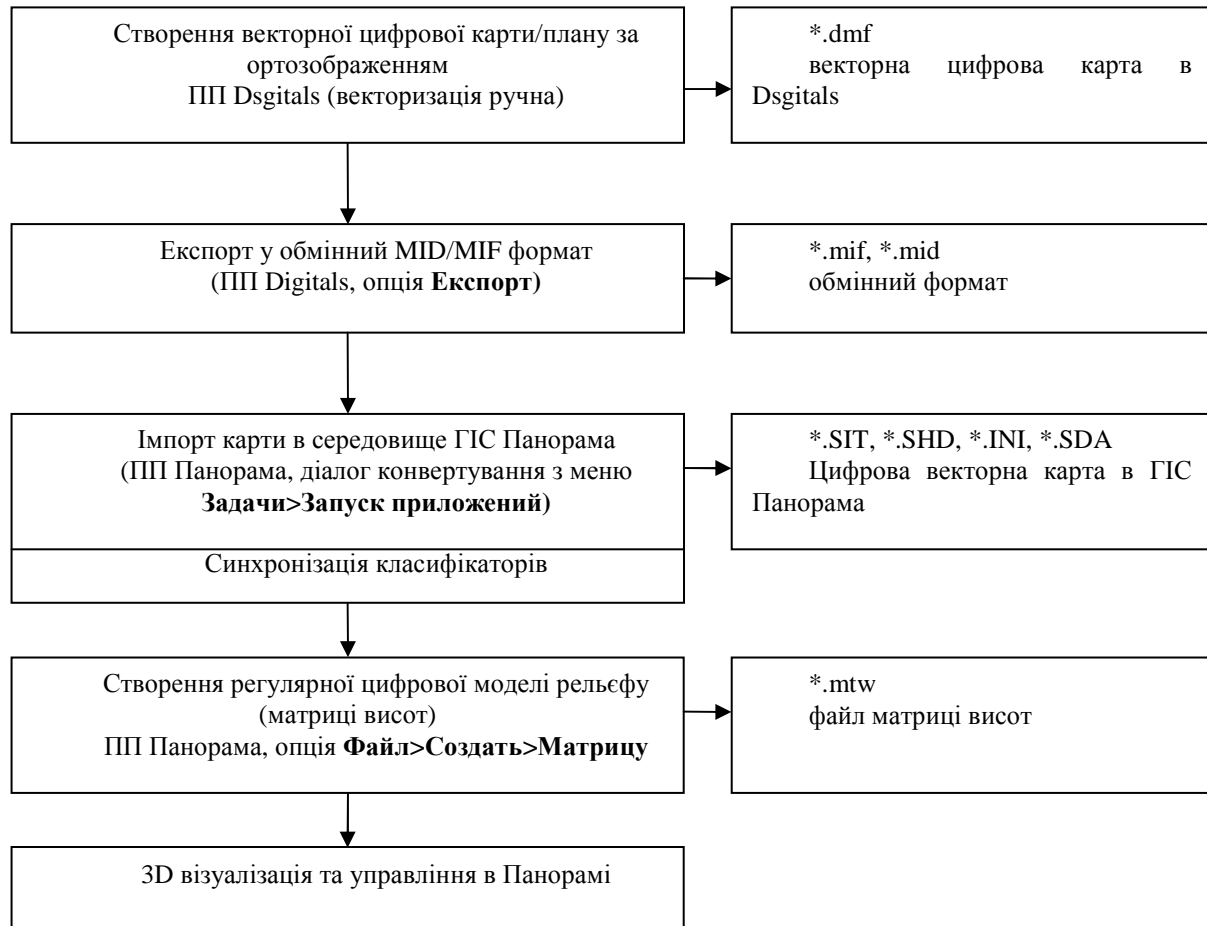 Створення векторної цифрової карти/плану за
ортозображенням
ПП Dsgitals (векторизація ручна)
*.dmf
векторна цифрова карта в
Dsgitals
Експорт у обмінний MID/MIF формат
(ПП Digitals, опція Експорт)
*.mif, *.mid
обмінний формат
Імпорт карти в середовище ГІС Панорама
(ПП Панорама, діалог конвертування з меню
Задачи>Запуск приложений)
Синхронізація класифікаторів
*.SIT, *.SHD, *.INI, *.SDA
Цифрова векторна карта в ГІС
Панорама
Створення регулярної цифрової моделі рельєфу
(матриці висот)
ПП Панорама, опція Файл>Создать>Матрицу
*.mtw
файл матриці висот
3D візуалізація та управління в Панорамі